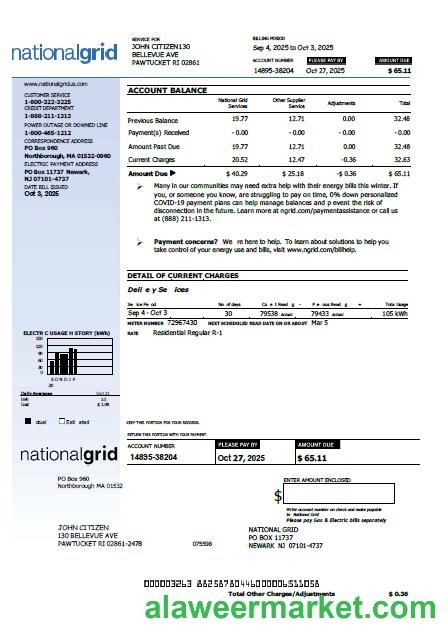 nationalgrid
SERVICE FOR
JOHN CITIZEN130
BELLEVUE AVE
PAWTUCKET RI 02861
BILLING PERIOD
Sep 4, 2025 to Oct 3, 2025
ACCOUNT NUMBER PLEASE PAY BY AMOUNT DUE
14895-38204 Oct 27, 2025 $ 65.11
www.nationalgridus.com
CUSTOMER SERVICE
1-800-322-3225
CREDIT DEPARTMENT
1-888-211-1313
POWER OUTAGE OR DOWNED LINE
1-800-465-1212
CORRESPONDENCE ADDRESS
PO Box 960
Northborough, MA 01532-0960
ELECTRIC PAYMENT ADDRESS
PO Box 11737 Newark,
NJ 07101-4737
DATE BILL ISSUED
Oct 3, 2025
ACCOUNT BALANCE
National Grid Services Other Supplier Service Adjustments Total
Previous Balance 19.77 12.71 0.00 32.48
Payment(s) Received - 0.00 - 0.00 0.00 - 0.00
Amount Past Due 19.77 12.71 0.00 32.48
Current Charges 20.52 12.47 -0.36 32.63
Amount Due ▶ $ 40.29 $ 25.18 -$ 0.36 $ 65.11
➢ Many in our communities may need extra help with their energy bills this winter. If
you, or someone you know, are struggling to pay on time, 0% down personalized
COVID-19 payment plans can help manage balances and p event the risk of
disconnection in the future. Learn more at ngrid.com/paymentassistance or call us
at (888) 211-1313.
➢ Payment concerns? We re here to help. To learn about solutions to help you
take control of your energy use and bills, visit www.ngrid.com/billhelp.
DETAIL OF CURRENT CHARGES
Deli e y Se ices
No of days Total Usage
Sep 4 - Oct 3 30 79538 Actual 79433 Actual 105 kWh
METER NUMBER 72967430 NEXT SCHEDULED READ DATE ON OR ABOUT Mar 5
RATE Residential Regular R-1
ELECTR C USAGE H STORY (kWh)
150
120
90
60
30
0
S O N D J F
20
Daily Averages Oct 21
kWh 3.5
Cost $ 1.09
ctual Esti ated
KEEP THIS PORTION FOR YOUR RECORDS.
RETURN THIS PORTION WITH YOUR PAYMENT.
nationalgrid
ACCOUNT NUMBER PLEASE PAY BY AMOUNT DUE
14895-38204 Oct 27, 2025 $ 65.11
PO Box 960
Northborough MA 01532
ENTER AMOUNT ENCLOSED
$
Write account number on check and make payable
to National Grid
Please pay Gas & Electric bills separately
JOHN CITIZEN
130 BELLEVUE AVE
PAWTUCKET RI 02861-2478
075598
NATIONAL GRID
PO BOX 11737
NEWARK NJ 07101-4737
000003263 88258780446000006511058
Total Other Charges/Adjustments $ 0.36
alaweermarket.com